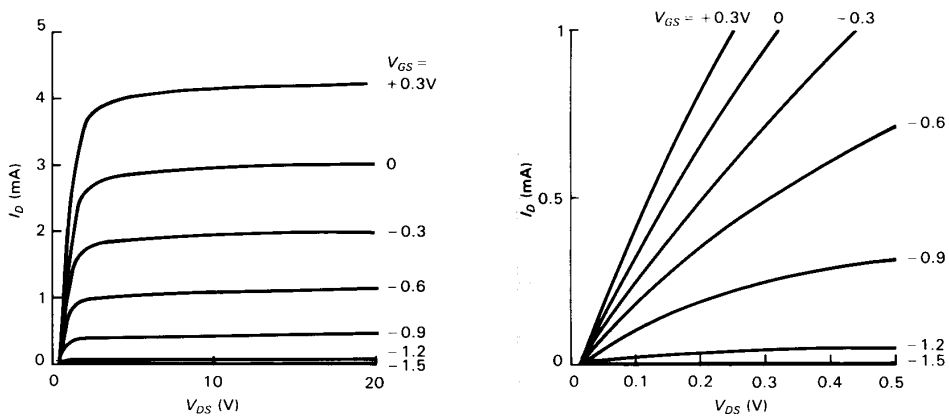 5
4
3
2
1
0
I_D (mA)
0
10
20
V_DS (V)
V_GS =
+0.3V
0
−0.3
−0.6
−0.9
−1.2
−1.5
V_GS = +0.3V 0 −0.3
1
0.5
0
I_D (mA)
0 0.1 0.2 0.3 0.4 0.5
V_DS (V)
−0.6
−0.9
−1.2
−1.5